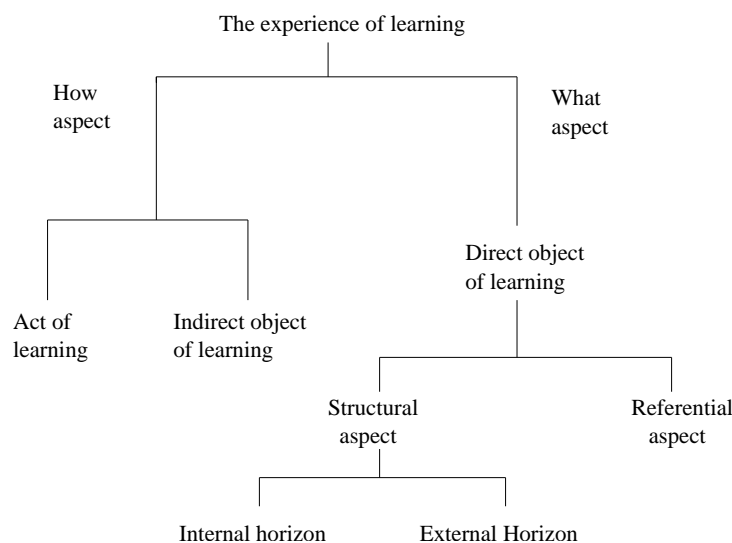 The experience of learning
How
aspect
What
aspect
Direct object
of learning
Act of
learning
Indirect object
of learning
Structural
aspect
Referential
aspect
Internal horizon
External Horizon